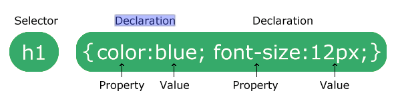 Selector Declaration Declaration
h1 {color:blue; font-size:12px;}
Property Value Property Value